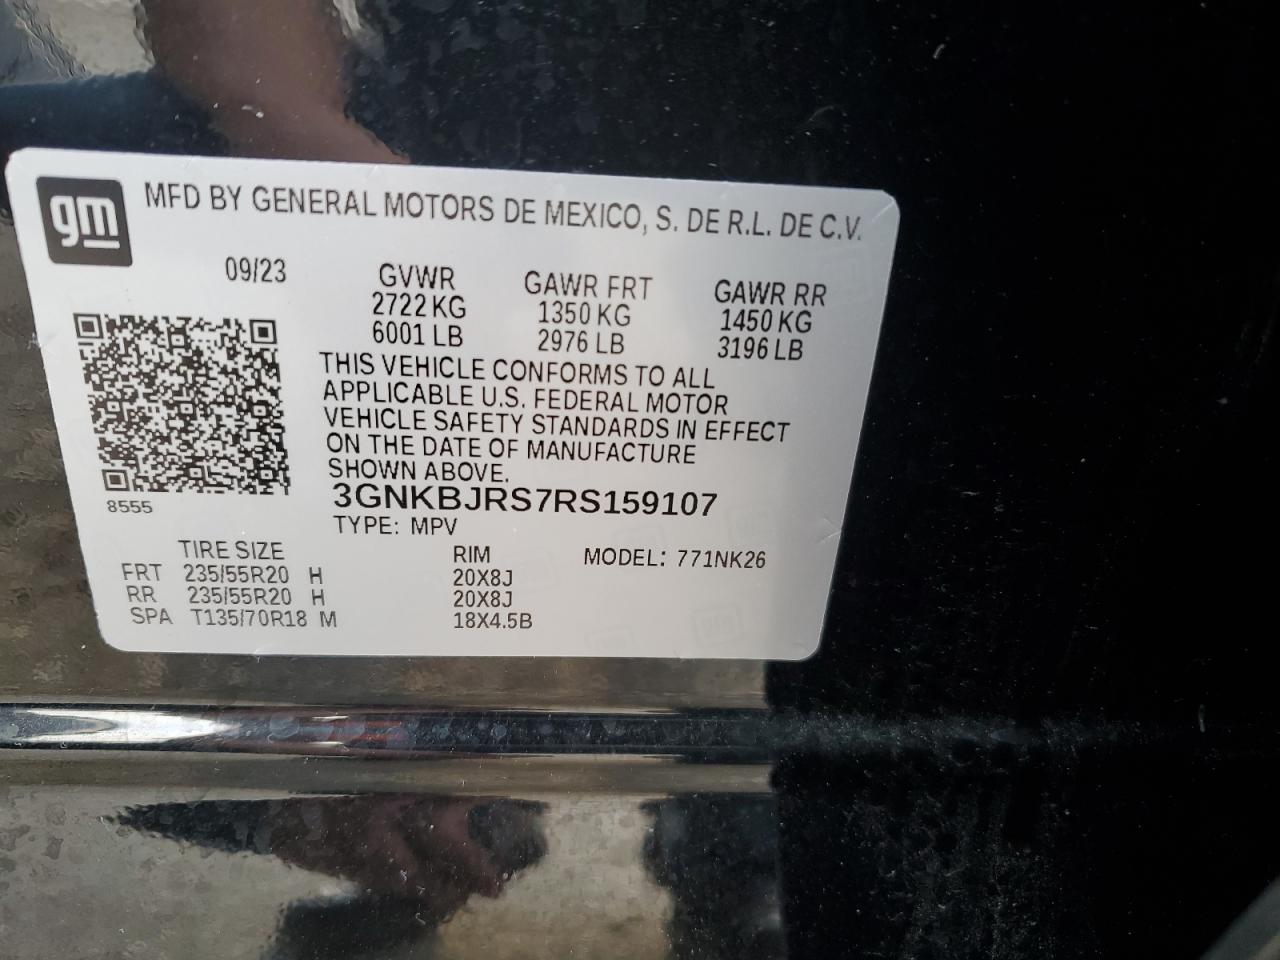 gm
MFD BY GENERAL MOTORS DE MEXICO, S. DE R.L. DE C.V.
09/23 GVWR GAWR FRT GAWR RR
2722 KG 1350 KG 1450 KG
6001 LB 2976 LB 3196 LB
THIS VEHICLE CONFORMS TO ALL
APPLICABLE U.S. FEDERAL MOTOR
VEHICLE SAFETY STANDARDS IN EFFECT
ON THE DATE OF MANUFACTURE
SHOWN ABOVE.
8555
3GNKBJRS7RS159107
TYPE: MPV
TIRE SIZE RIM MODEL: 771NK26
FRT 235/55R20 H 20X8J
RR 235/55R20 H 20X8J
SPA T135/70R18 M 18X4.5B